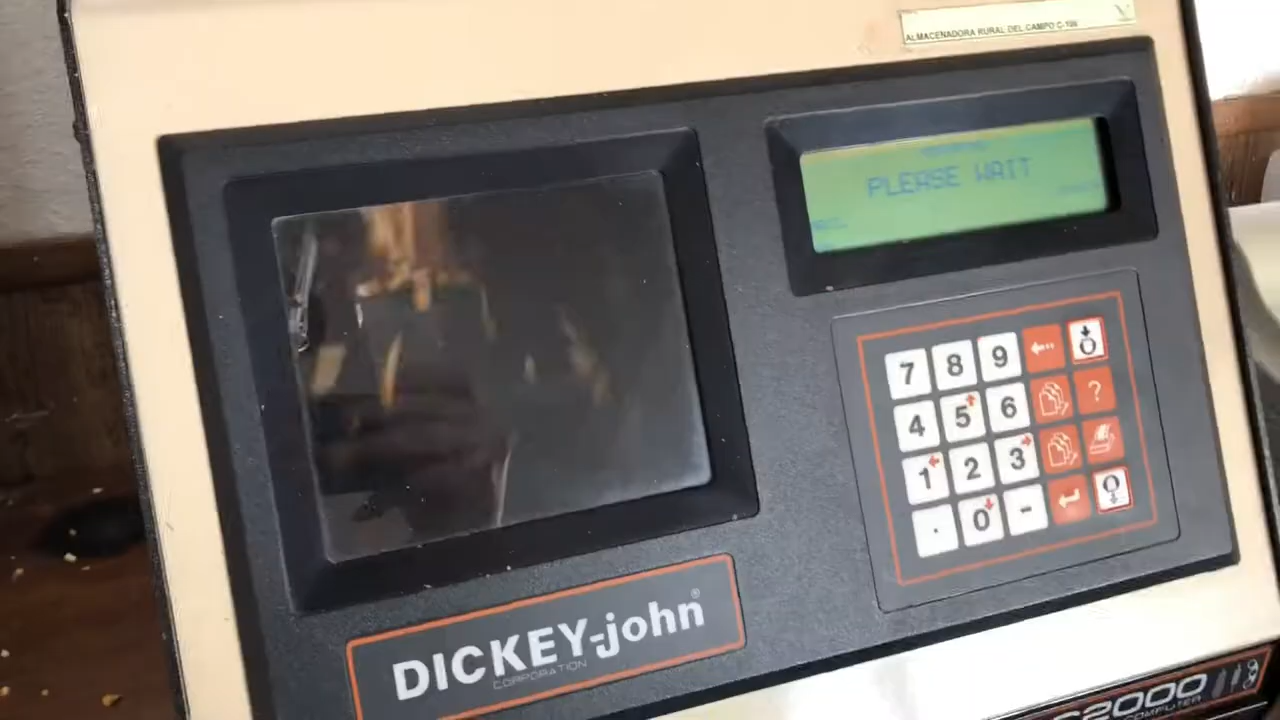 ALMACENADORA RURAL DEL CAMPO C-109
PLEASE WAIT
7 8 9
4 5 6 ?
1 2 3
. 0 -
DICKEY-john®
CORPORATION
2000
COMPUTER